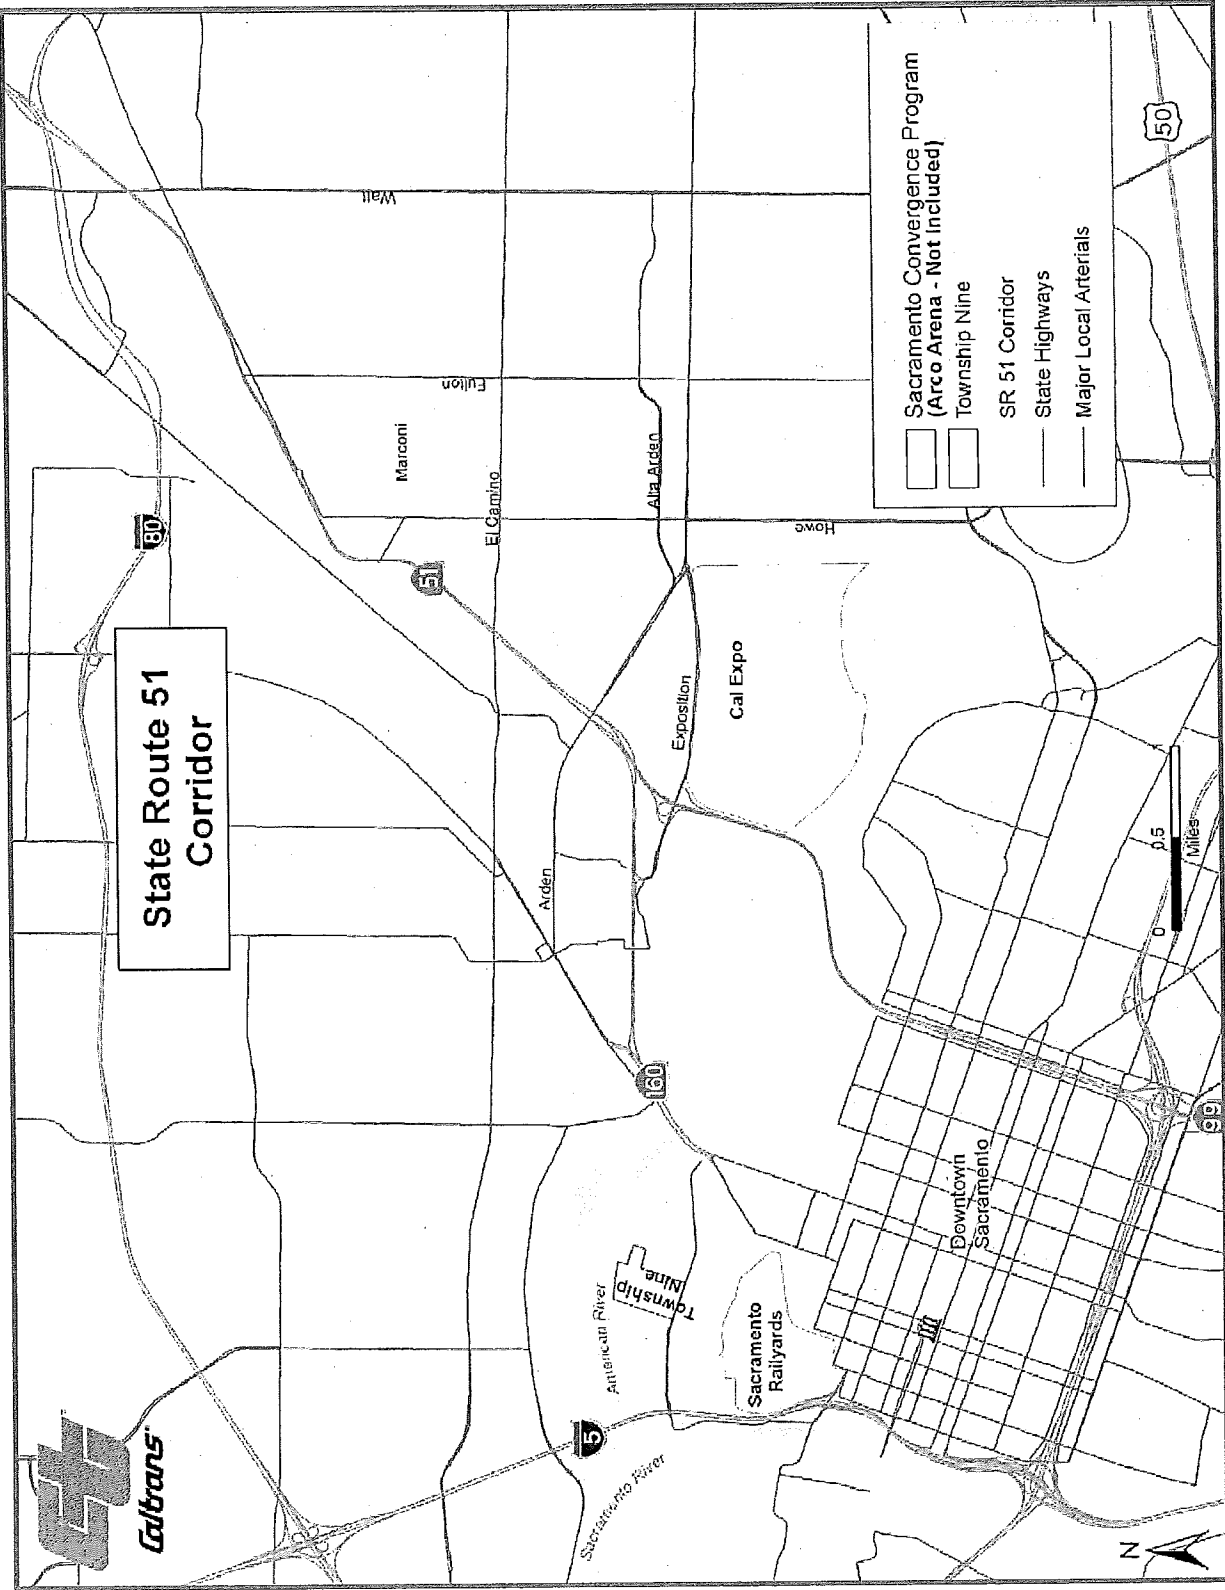 State Route 51
Corridor
Caltrans
80
Watt
Fulton
Marconi
El Camino
51
Alta Arden
Howe
Exposition
Cal Expo
Arden
160
American River
Township
Nine
Sacramento
Railyards
5
Sacramento River
Downtown
Sacramento
99
50
Sacramento Convergence Program
(Arco Arena - Not Included)
Township Nine
SR 51 Corridor
State Highways
Major Local Arterials
0 0.5
Miles
N